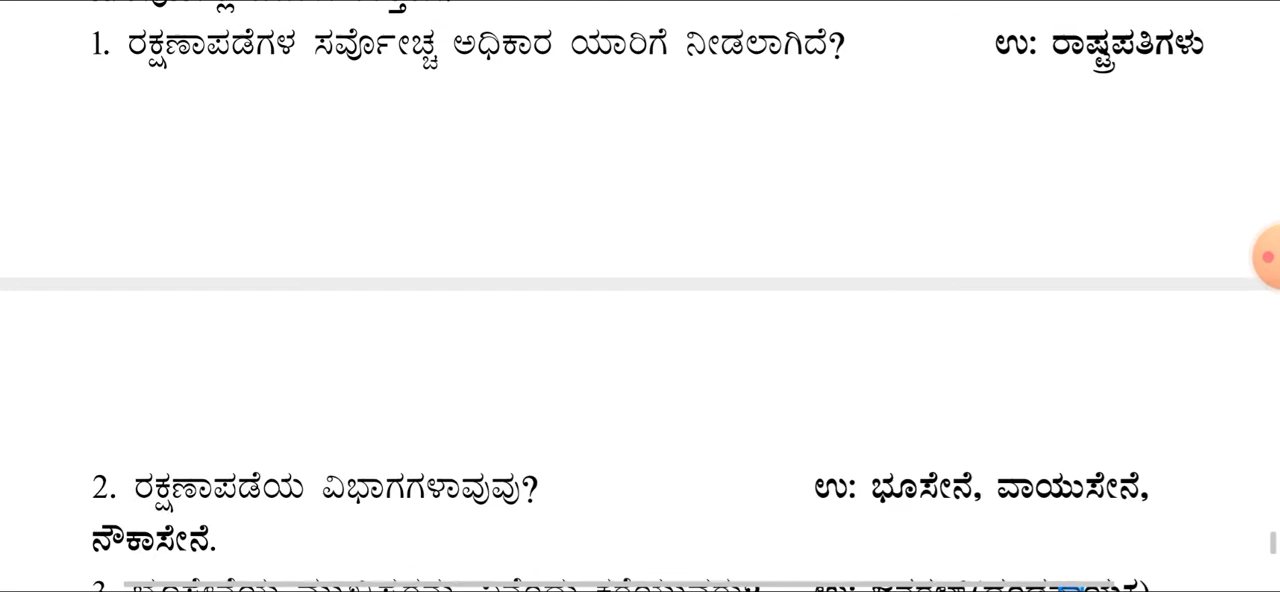 1. ರಕ್ಷಣಾಪಡೆಗಳ ಸರ್ವೋಚ್ಚ ಅಧಿಕಾರ ಯಾರಿಗೆ ನೀಡಲಾಗಿದೆ? ಉ: ರಾಷ್ಟ್ರಪತಿಗಳು
2. ರಕ್ಷಣಾಪಡೆಯ ವಿಭಾಗಗಳಾವುವು? ಉ: ಭೂಸೇನೆ, ವಾಯುಸೇನೆ,
ನೌಕಾಸೇನೆ.